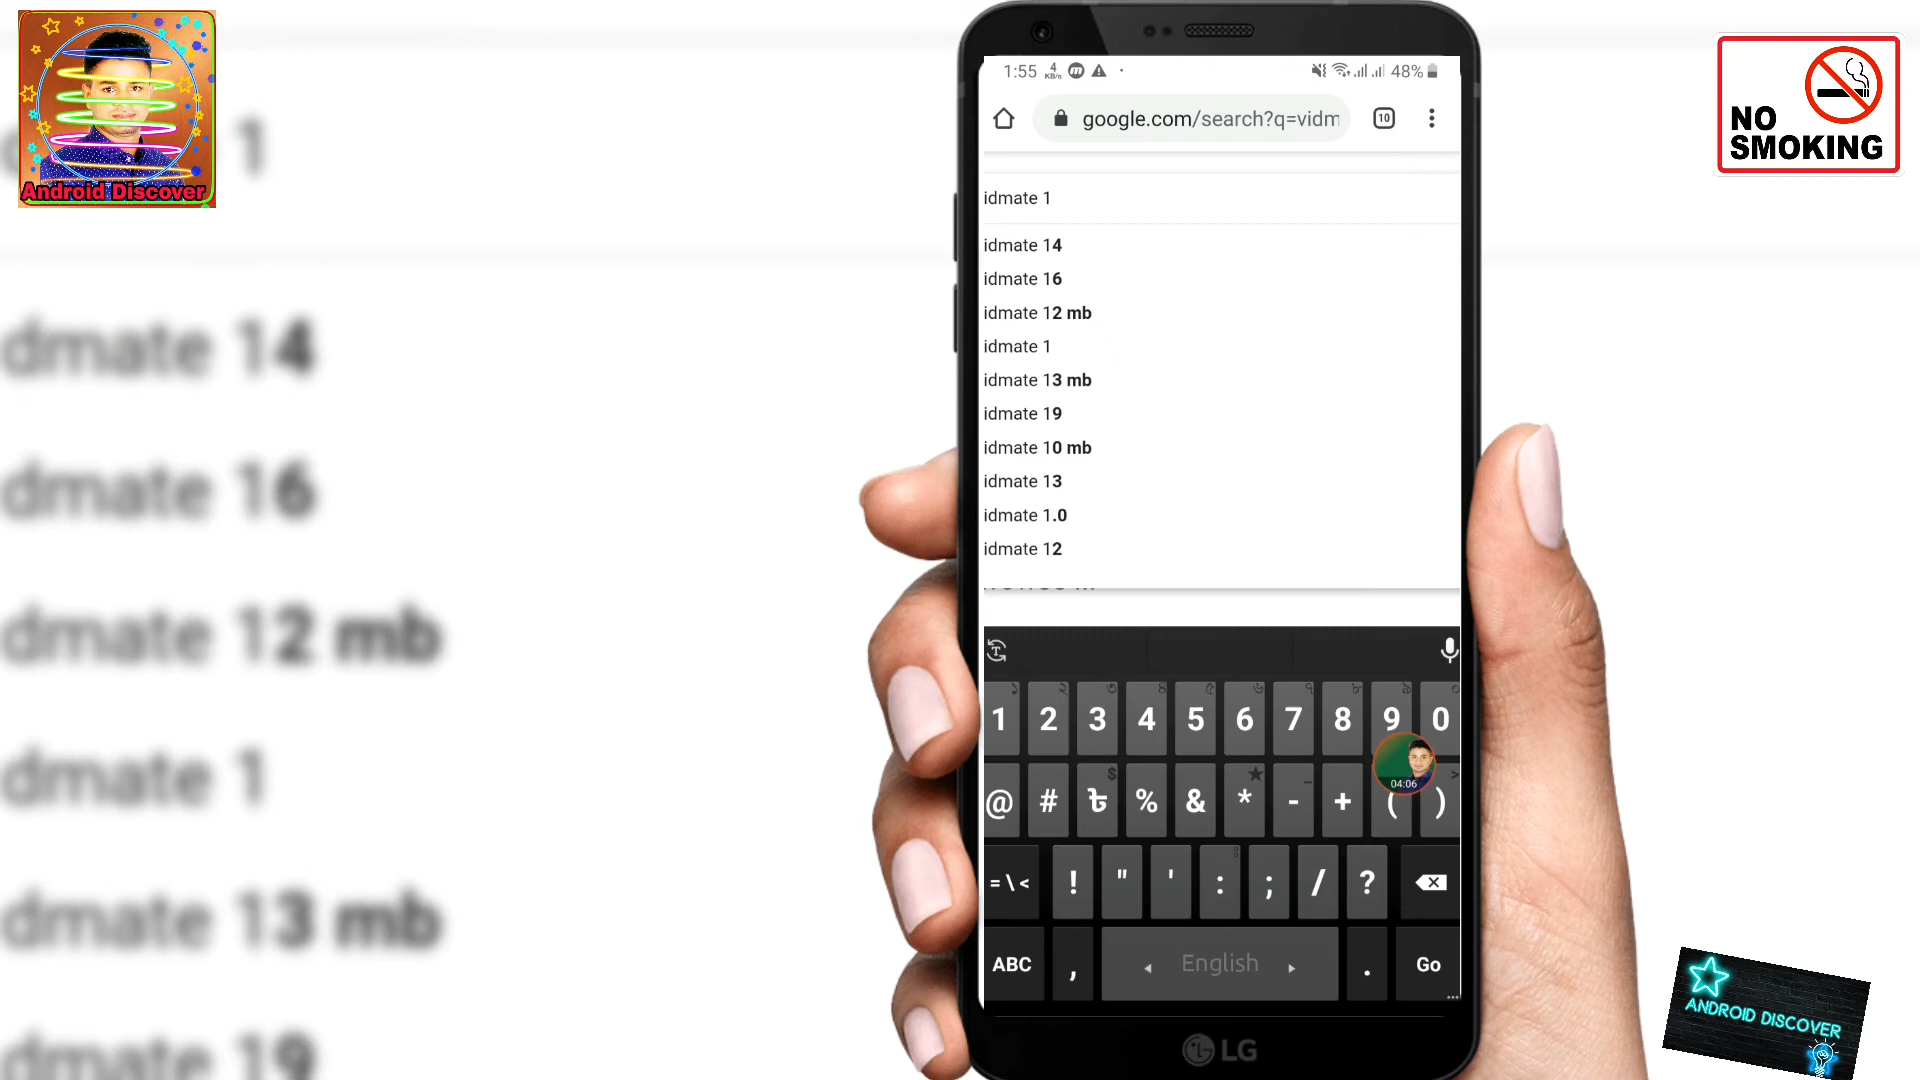 Android Discover
NO
SMOKING
1:55
4
KB/s
48%
google.com/search?q=vidm
10
idmate 1
idmate 14
idmate 16
idmate 12 mb
idmate 1
idmate 13 mb
idmate 19
idmate 10 mb
idmate 13
idmate 1.0
idmate 12
1 2 3 4 5 6 7 8 9 0
04:06
@ # ৳ % & * - + ( )
= \ < ! " ' : ; / ?
ABC , English . Go
LG
dmate 14
dmate 16
dmate 12 mb
dmate 1
dmate 13 mb
dmate 19
ANDROID DISCOVER